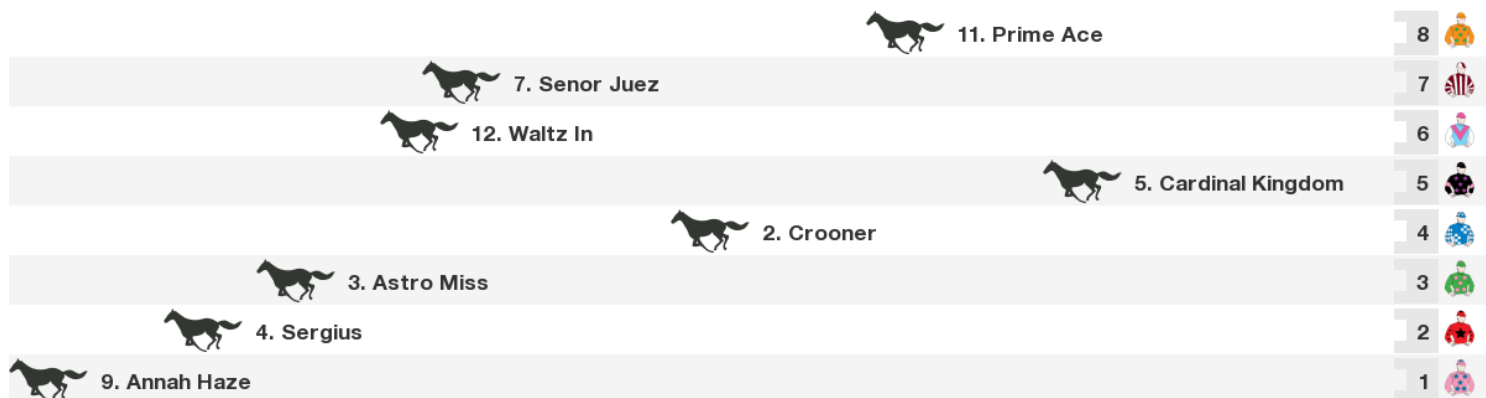 11. Prime Ace 8
7. Senor Juez 7
12. Waltz In 6
5. Cardinal Kingdom 5
2. Crooner 4
3. Astro Miss 3
4. Sergius 2
9. Annah Haze 1